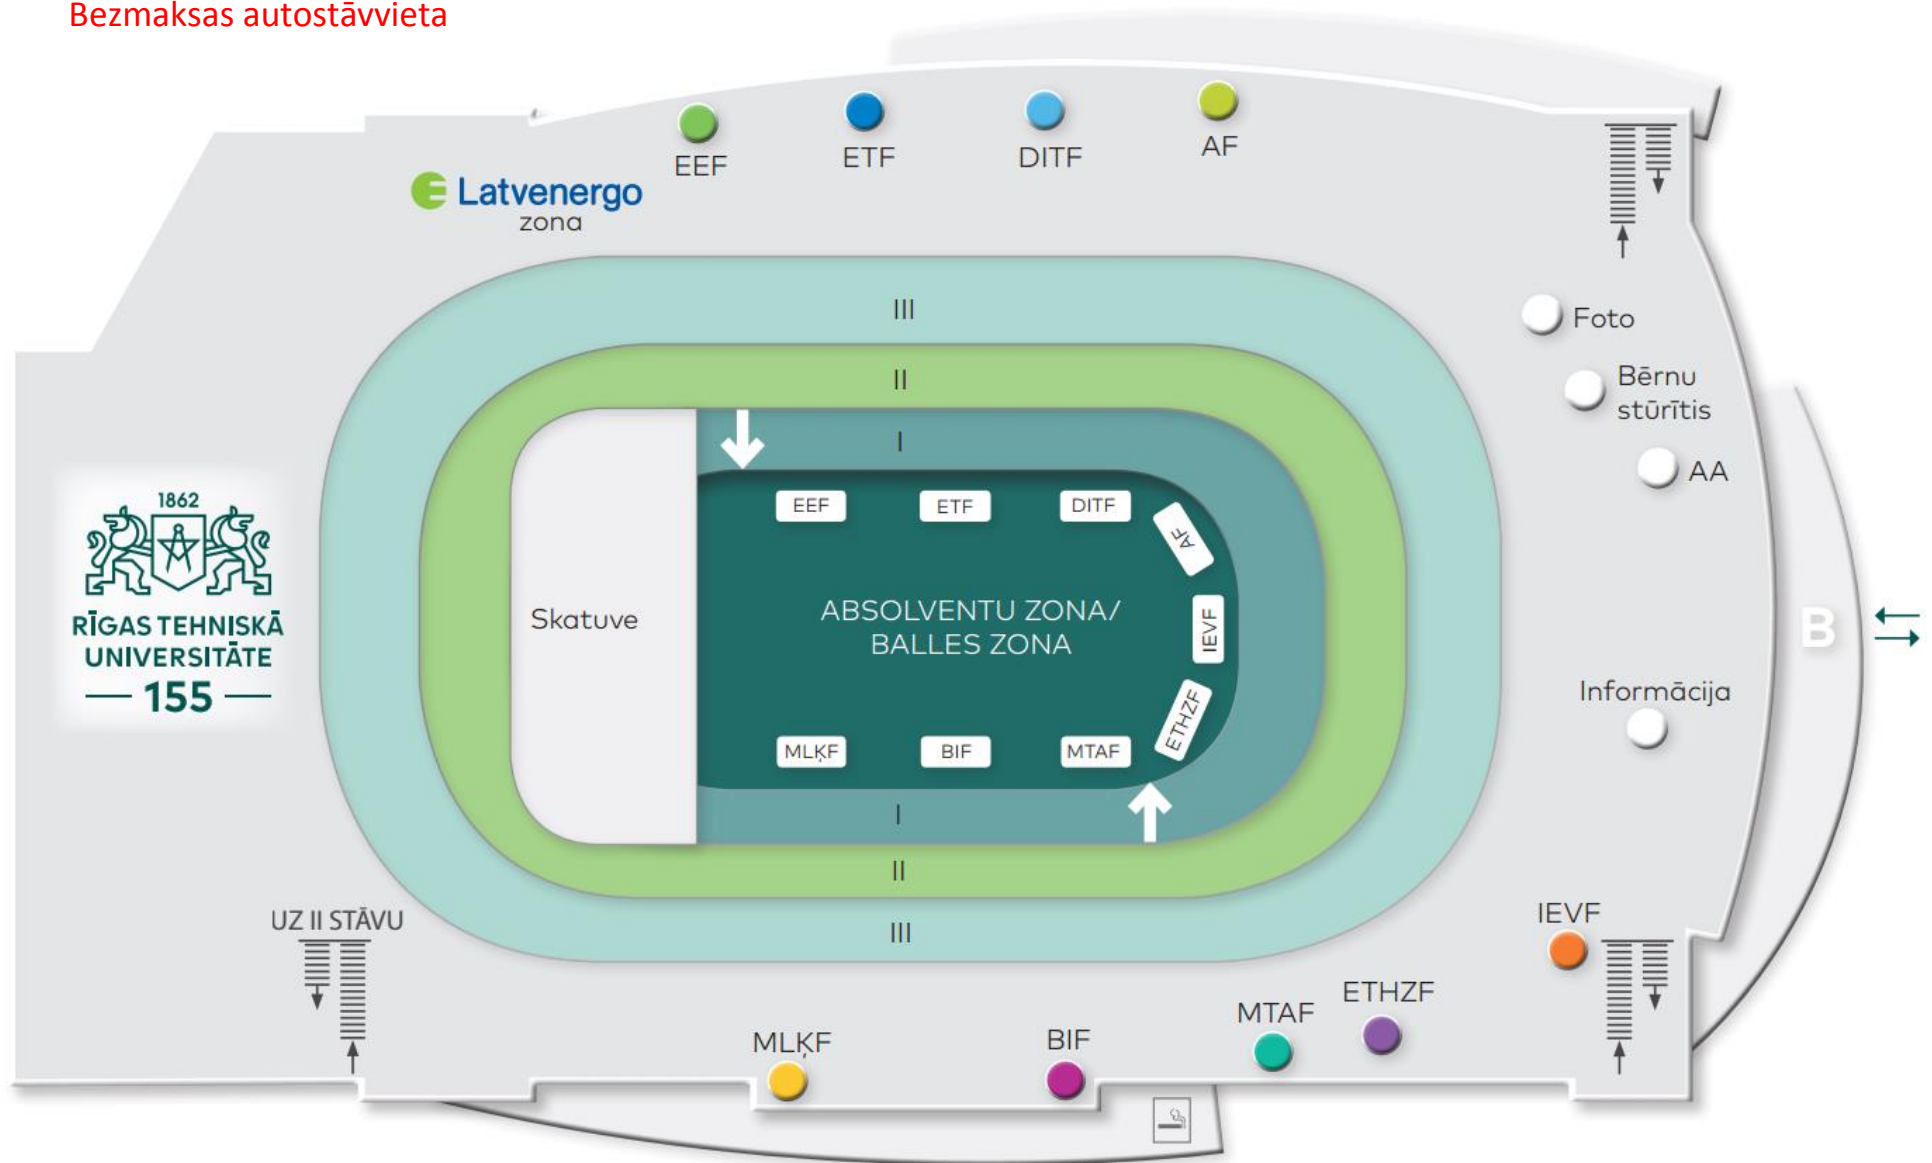 Bezmaksas autostāvvieta
EEF
ETF
DITF
AF
Latvenergo
zona
III
Foto
II
Bērnu
stūrītis
I
AA
1862
RĪGAS TEHNISKĀ
UNIVERSITĀTE
155
Skatuve
EEF
ETF
DITF
AF
ABSOLVENTU ZONA/
BALLES ZONA
IEVF
ETHZF
MLĶF
BIF
MTAF
B
Informācija
I
II
III
UZ II STĀVU
IEVF
ETHZF
MTAF
BIF
MLĶF